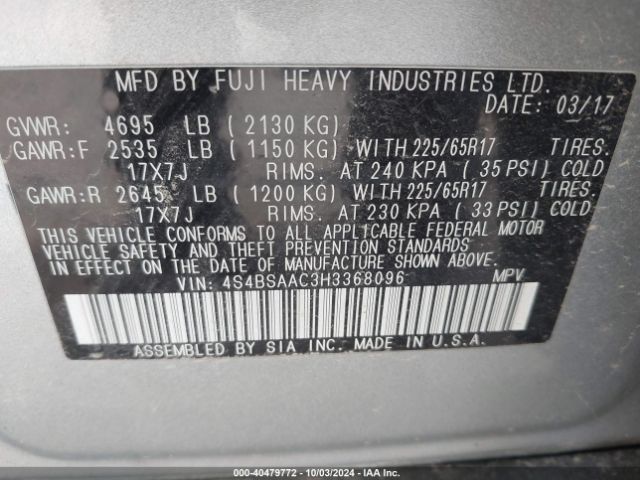 MFD BY FUJI HEAVY INDUSTRIES LTD.
DATE: 03/17
GVWR: 4695 LB ( 2130 KG)
GAWR:F 2535 LB ( 1150 KG) WITH 225/65R17 TIRES.
17X7J RIMS. AT 240 KPA ( 35 PSI) COLD
GAWR:R 2645 LB ( 1200 KG) WITH 225/65R17 TIRES.
17X7J RIMS. AT 230 KPA ( 33 PSI) COLD
THIS VEHICLE CONFORMS TO ALL APPLICABLE FEDERAL MOTOR
VEHICLE SAFETY AND THEFT PREVENTION STANDARDS
IN EFFECT ON THE DATE OF MANUFACTURE SHOWN ABOVE.
VIN: 4S4BSAAC3H3368096 MPV
ASSEMBLED BY SIA INC. MADE IN U.S.A.
000-40479772 - 10/03/2024 - IAA Inc.